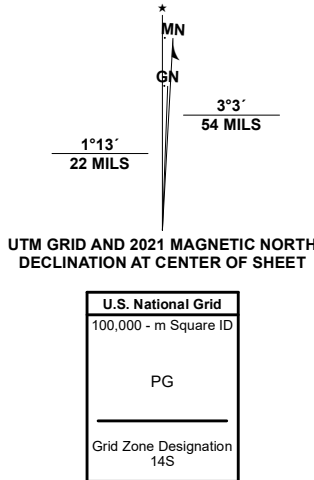 ★
MN
GN
3°3´
54 MILS
1°13´
22 MILS
UTM GRID AND 2021 MAGNETIC NORTH
DECLINATION AT CENTER OF SHEET
U.S. National Grid
100,000 - m Square ID
PG
Grid Zone Designation
14S